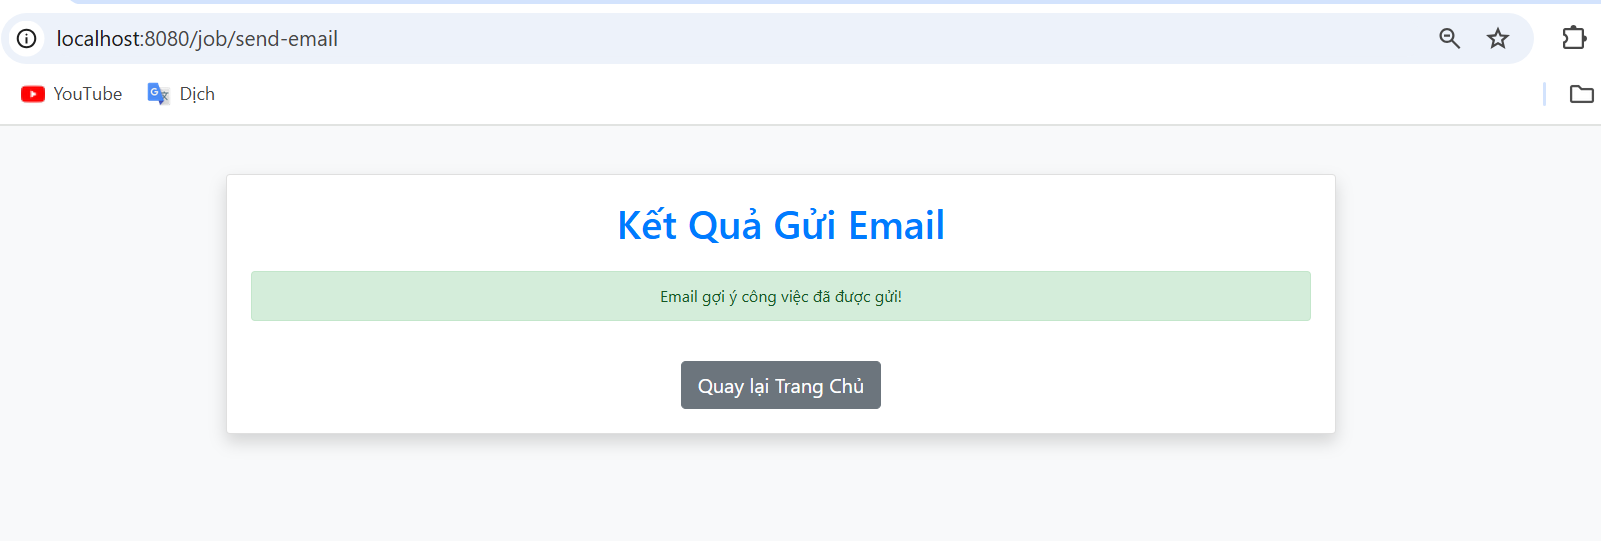 localhost:8080/job/send-email
YouTube
Dịch
Kết Quả Gửi Email
Email gợi ý công việc đã được gửi!
Quay lại Trang Chủ